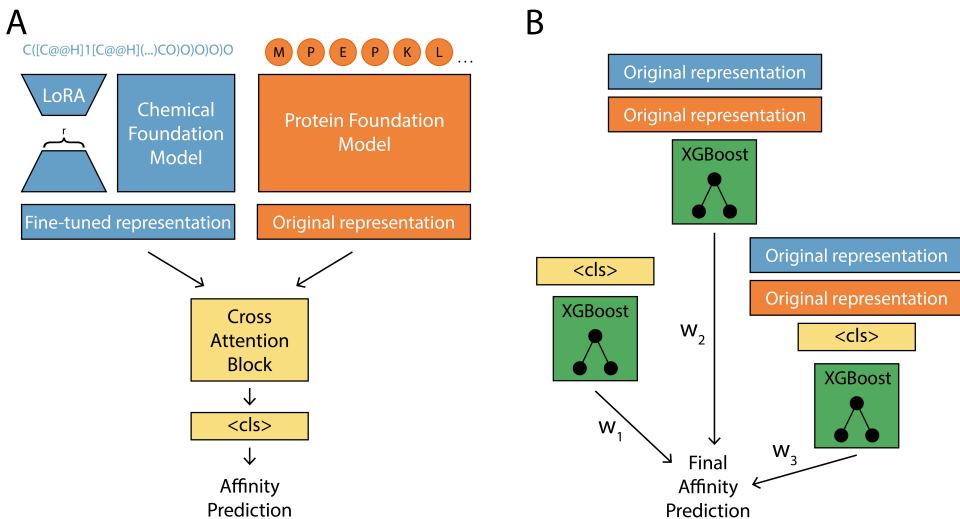 A
C([C@@H]1[C@@H](...)CO)O)O)O)O
M P E P K L ...
LoRA
r
Chemical
Foundation
Model
Protein Foundation
Model
Fine-tuned representation
Original representation
Cross
Attention
Block
<cls>
Affinity
Prediction
B
Original representation
Original representation
XGBoost
<cls>
XGBoost
Original representation
Original representation
<cls>
XGBoost
W1
W2
W3
Final
Affinity
Prediction